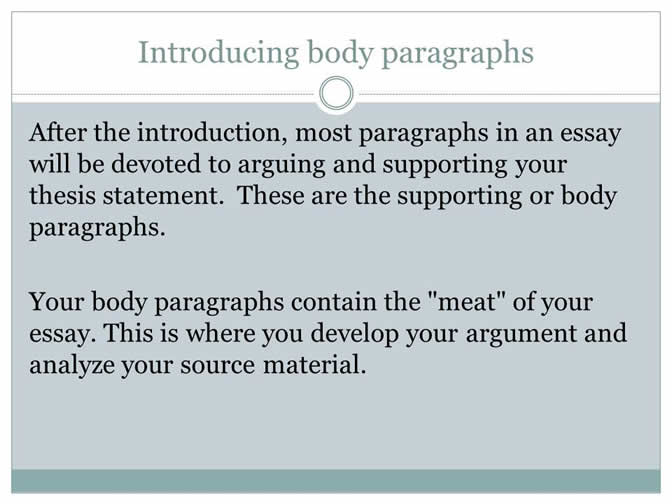 Introducing body paragraphs
After the introduction, most paragraphs in an essay
will be devoted to arguing and supporting your
thesis statement.  These are the supporting or body
paragraphs.
Your body paragraphs contain the "meat" of your
essay. This is where you develop your argument and
analyze your source material.